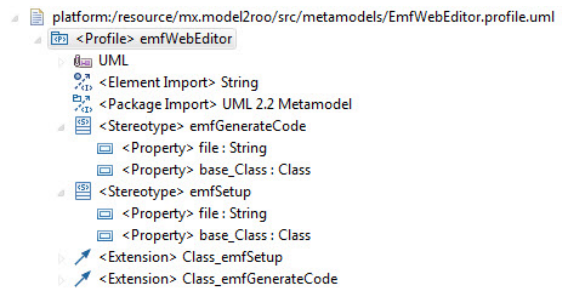 platform:/resource/mx.model2roo/src/metamodels/EmfWebEditor.profile.uml
<Profile> emfWebEditor
UML
<Element Import> String
<Package Import> UML 2.2 Metamodel
<Stereotype> emfGenerateCode
<Property> file : String
<Property> base_Class : Class
<Stereotype> emfSetup
<Property> file : String
<Property> base_Class : Class
<Extension> Class_emfSetup
<Extension> Class_emfGenerateCode